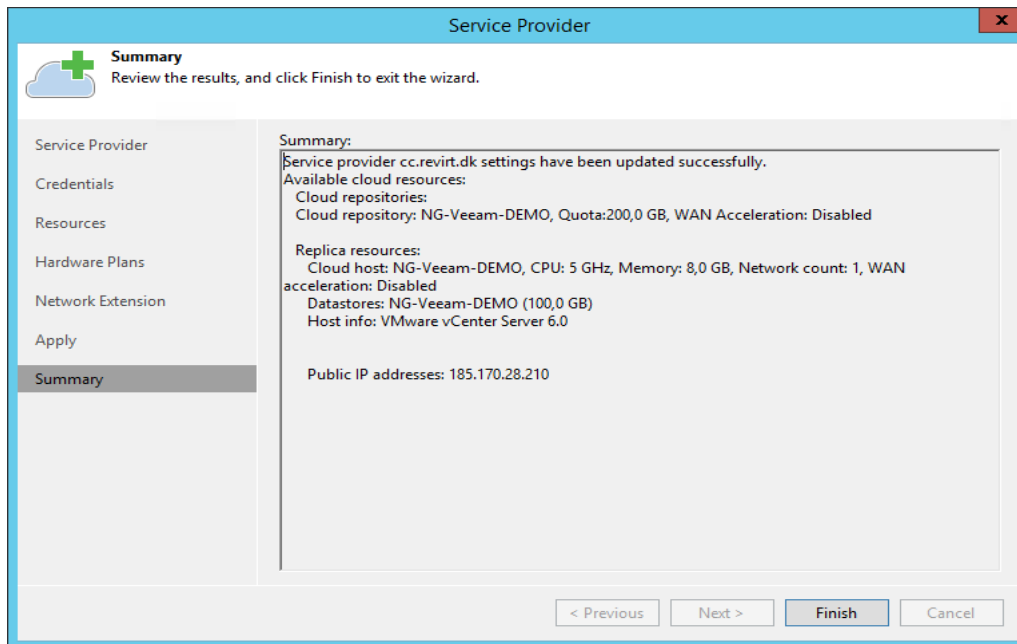 Service Provider
x
Summary
Review the results, and click Finish to exit the wizard.
Service Provider
Credentials
Resources
Hardware Plans
Network Extension
Apply
Summary
Summary:
Service provider cc.revirt.dk settings have been updated successfully.
Available cloud resources:
Cloud repositories:
Cloud repository: NG-Veeam-DEMO, Quota:200,0 GB, WAN Acceleration: Disabled
Replica resources:
Cloud host: NG-Veeam-DEMO, CPU: 5 GHz, Memory: 8,0 GB, Network count: 1, WAN
acceleration: Disabled
Datastores: NG-Veeam-DEMO (100,0 GB)
Host info: VMware vCenter Server 6.0
Public IP addresses: 185.170.28.210
< Previous
Next >
Finish
Cancel